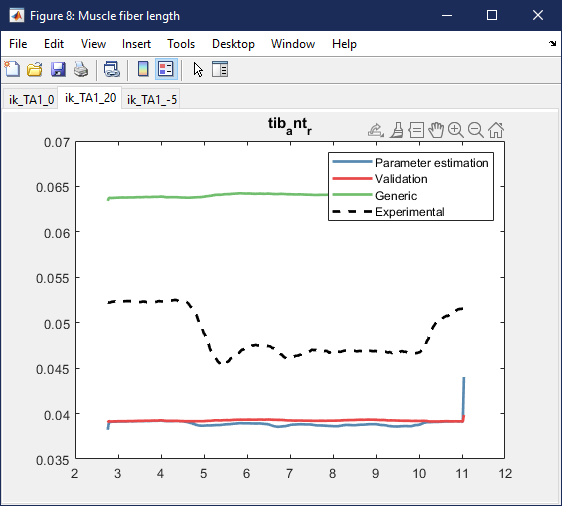 Figure 8: Muscle fiber length
File Edit View Insert Tools Desktop Window Help
ik_TA1_0 ik_TA1_20 ik_TA1_-5
tib_ant_r
0.07
0.065
0.06
0.055
0.05
0.045
0.04
0.035
2 3 4 5 6 7 8 9 10 11 12
Parameter estimation
Validation
Generic
Experimental